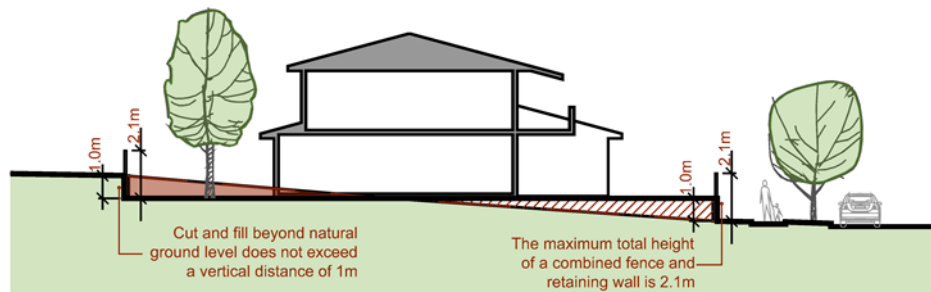 2.1m
1.0m
2.1m
1.0m
Cut and fill beyond natural
ground level does not exceed
a vertical distance of 1m
The maximum total height
of a combined fence and
retaining wall is 2.1m